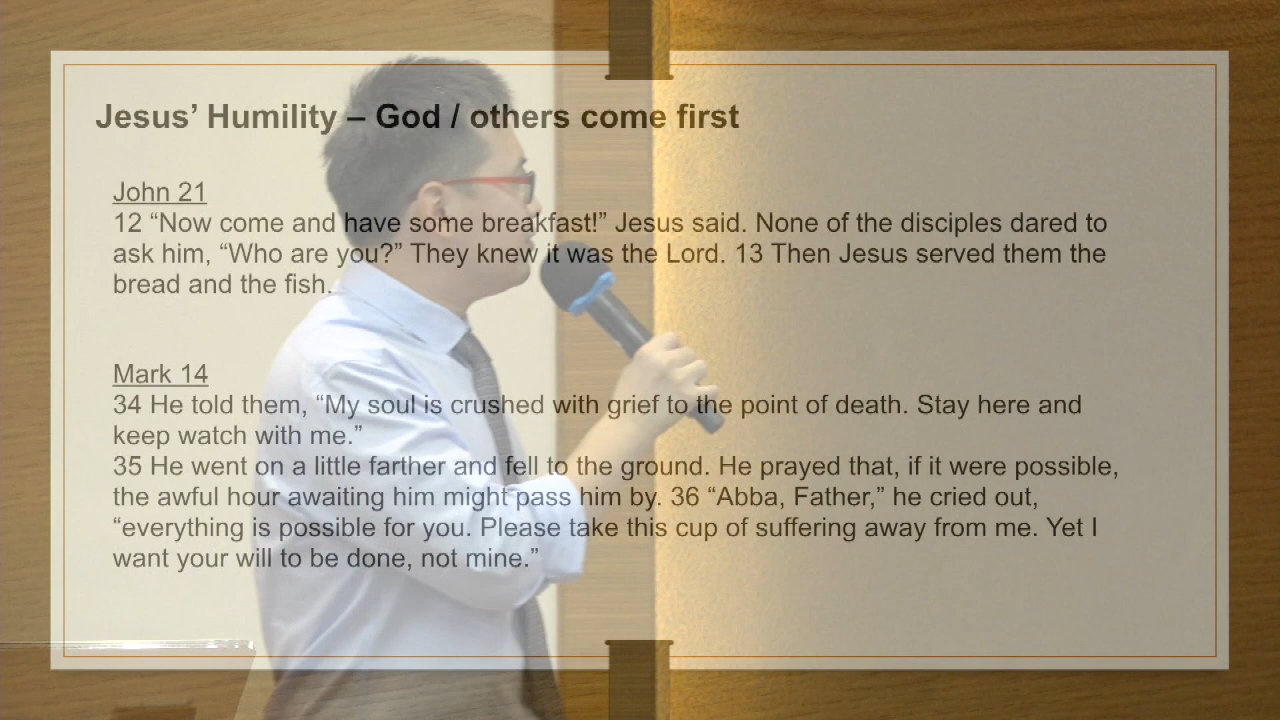 Jesus’ Humility – God / others come first
John 21
12 “Now come and have some breakfast!” Jesus said. None of the disciples dared to
ask him, “Who are you?” They knew it was the Lord. 13 Then Jesus served them the
bread and the fish.
Mark 14
34 He told them, “My soul is crushed with grief to the point of death. Stay here and
keep watch with me.”
35 He went on a little farther and fell to the ground. He prayed that, if it were possible,
the awful hour awaiting him might pass him by. 36 “Abba, Father,” he cried out,
“everything is possible for you. Please take this cup of suffering away from me. Yet I
want your will to be done, not mine.”